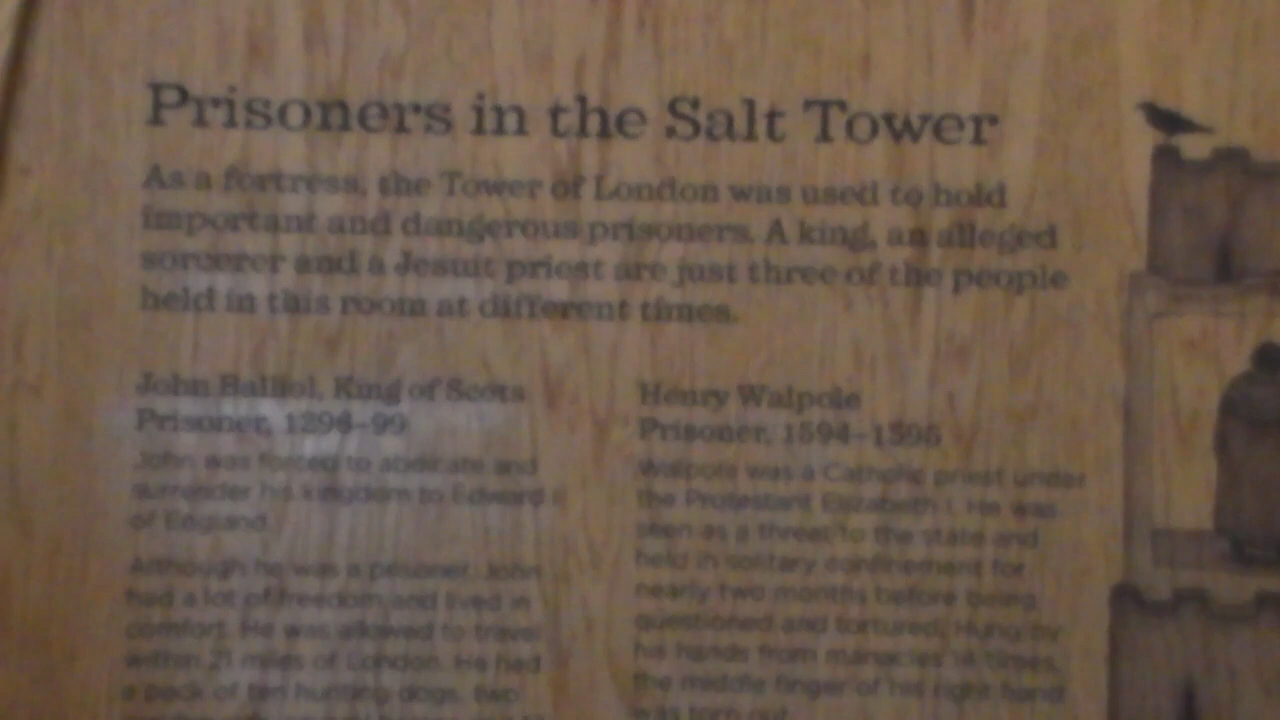 Prisoners in the Salt Tower
As a fortress, the Tower of London was used to hold
important and dangerous prisoners. A king, an alleged
sorcerer and a Jesuit priest are just three of the people
held in this room at different times.
John Balliol, King of Scots
Prisoner, 1296–99
John was forced to abdicate and
surrender his kingdom to Edward I
of England.
Although he was a prisoner, John
had a lot of freedom and lived in
comfort. He was allowed to travel
within 21 miles of London. He had
a pack of ten hunting dogs, two
Henry Walpole
Prisoner, 1594–1595
Walpole was a Catholic priest under
the Protestant Elizabeth I. He was
seen as a threat to the state and
held in solitary confinement for
nearly two months before being
questioned and tortured. Hung by
his hands from manacles 14 times,
the middle finger of his right hand
was torn out.